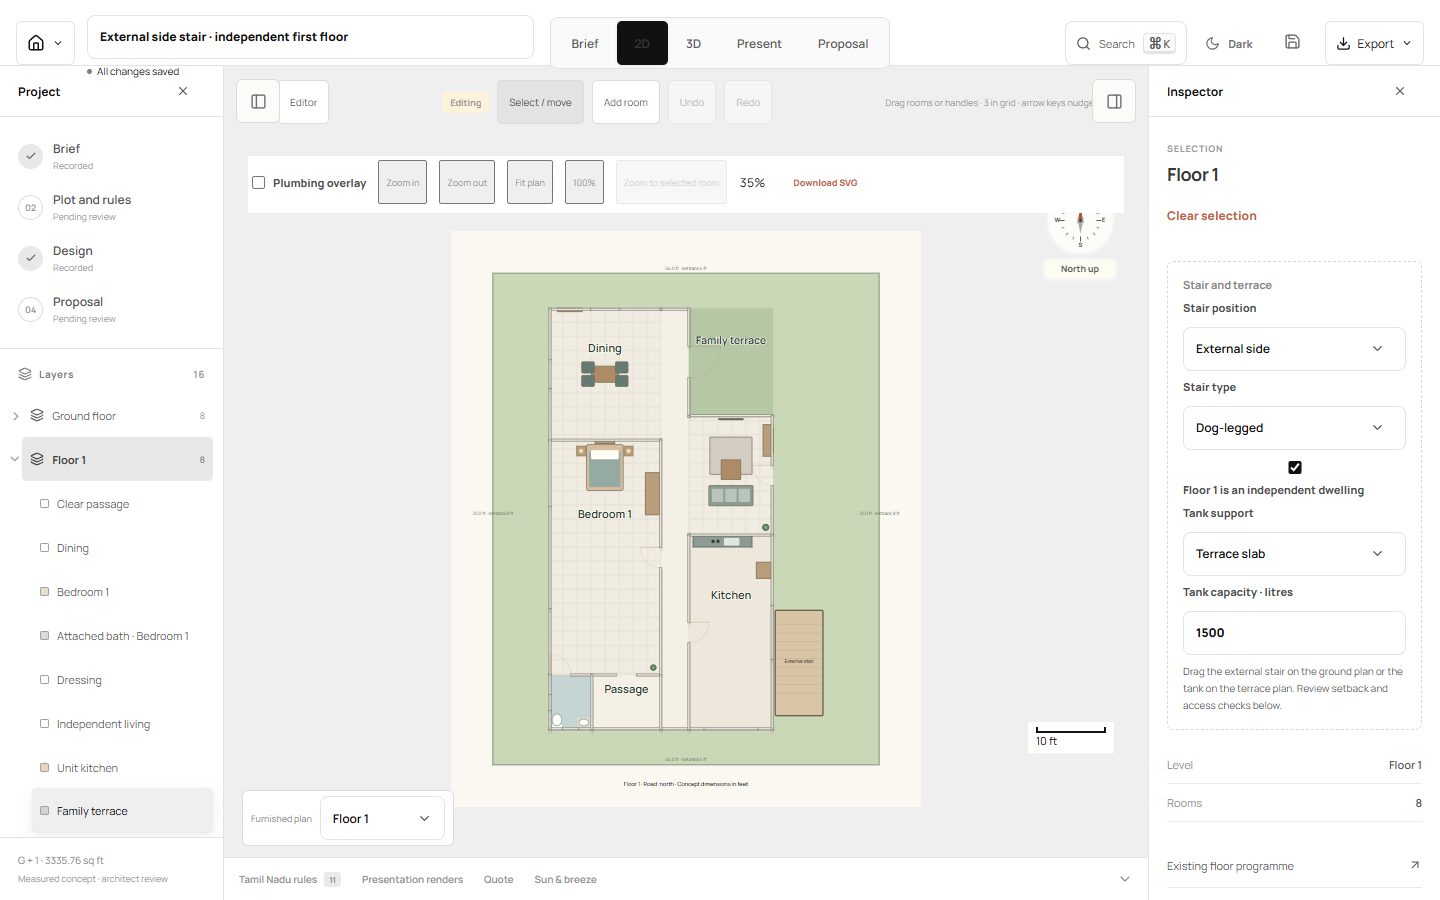 External side stair · independent first floor
All changes saved
Brief
2D
3D
Present
Proposal
Search
⌘K
Dark
Export
Project
Brief
Recorded
02
Plot and rules
Pending review
Design
Recorded
04
Proposal
Pending review
Layers
16
Ground floor
8
Floor 1
8
Clear passage
Dining
Bedroom 1
Attached bath · Bedroom 1
Dressing
Independent living
Unit kitchen
Family terrace
G + 1 · 3335.76 sq ft
Measured concept · architect review
Editor
Editing
Select / move
Add room
Undo
Redo
Drag rooms or handles · 3 in grid · arrow keys nudge
Plumbing overlay
Zoom in
Zoom out
Fit plan
100%
Zoom to selected room
35%
Download SVG
W
E
S
North up
Dining
Family terrace
Bedroom 1
Kitchen
External stair
Passage
Floor 1 · Road: north · Concept dimensions in feet
10 ft
Furnished plan
Floor 1
Tamil Nadu rules
11
Presentation renders
Quote
Sun & breeze
Inspector
SELECTION
Floor 1
Clear selection
Stair and terrace
Stair position
External side
Stair type
Dog-legged
Floor 1 is an independent dwelling
Tank support
Terrace slab
Tank capacity · litres
1500
Drag the external stair on the ground plan or the
tank on the terrace plan. Review setback and
access checks below.
Level
Floor 1
Rooms
8
Existing floor programme